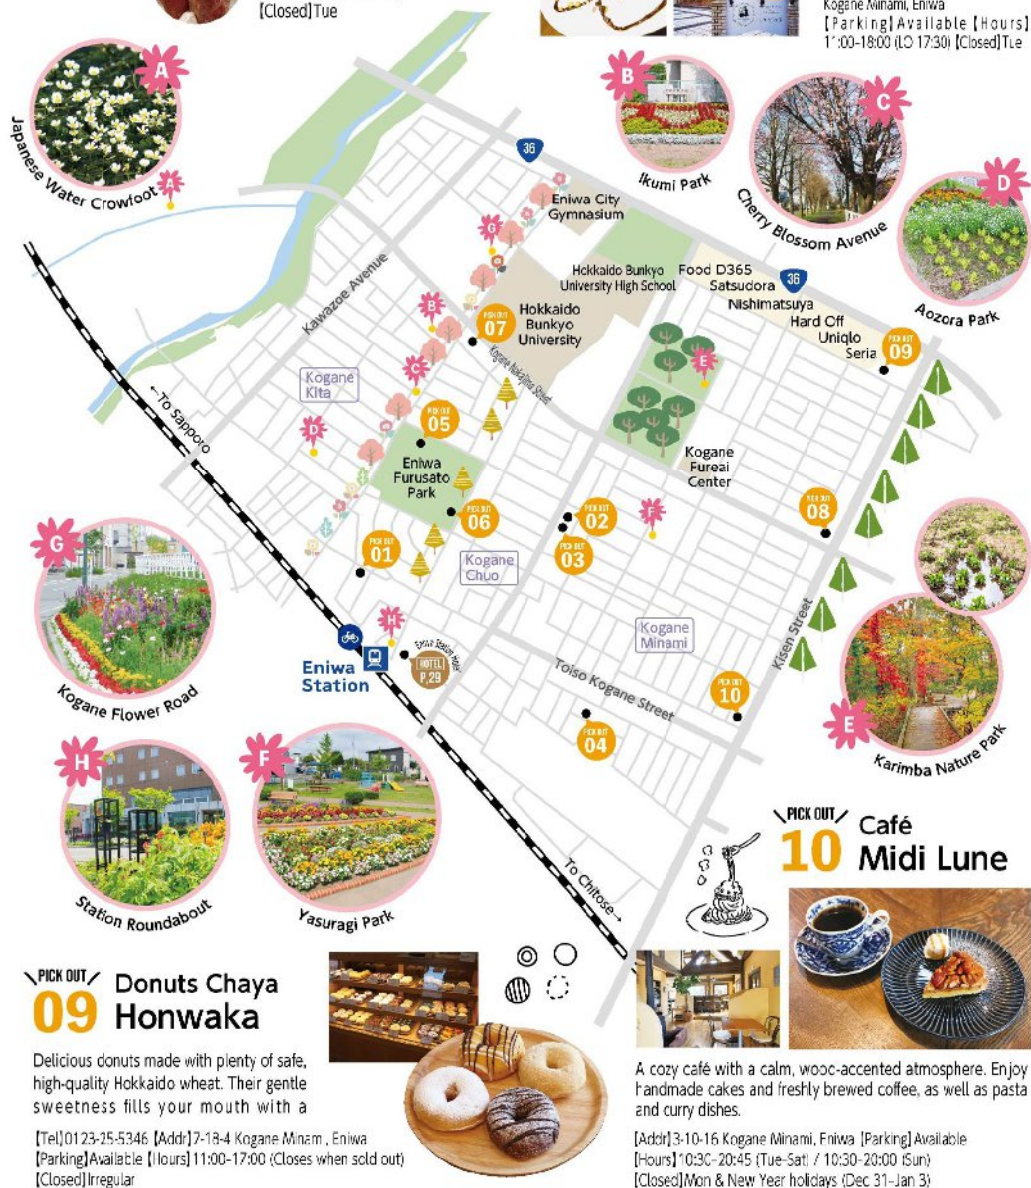 [Closed]Tue
Kogane Minami, Eniwa
[Parking]Available [Hours]
11:00-18:00 (LO 17:30) [Closed]Tue
A
Japanese Water Crowfoot
A
B
Ikumi Park
C
Cherry Blossom Avenue
D
Aozora Park
36
Eniwa City
Gymnasium
G
Hokkaido Bunkyo
University High School
Food D365
Satsudora
36
Nishimatsuya
Hard Off
Uniqlo
Seria
PICK OUT
09
Kawazoe Avenue
B
PICK OUT
07
Hokkaido
Bunkyo
University
Kogane Nakajima Street
E
C
Kogane
Kita
To Sapporo
D
PICK OUT
05
Eniwa
Furusato
Park
Kogane
Fureai
Center
PICK OUT
06
PICK OUT
02
F
PICK OUT
08
PICK OUT
01
PICK OUT
03
Kogane
Chuo
G
Kogane Flower Road
H
Eniwa
Station
Eniwa Station Hotel
HOTEL
P.29
Kogane
Minami
Kisen Street
Toiso Kogane Street
PICK OUT
10
PICK OUT
04
E
Karimba Nature Park
H
Station Roundabout
F
Yasuragi Park
To Chitose
PICK OUT
10
Café
Midi Lune
PICK OUT
09
Donuts Chaya
Honwaka
Delicious donuts made with plenty of safe,
high-quality Hokkaido wheat. Their gentle
sweetness fills your mouth with a
[Tel]0123-25-5346 [Addr]7-18-4 Kogane Minam, Eniwa
[Parking]Available [Hours]11:00-17:00 (Closes when sold out)
[Closed]Irregular
A cozy café with a calm, wood-accented atmosphere. Enjoy
handmade cakes and freshly brewed coffee, as well as pasta
and curry dishes.
[Addr]3-10-16 Kogane Minami, Eniwa [Parking]Available
[Hours]10:30-20:45 (Tue-Sat) / 10:30-20:00 (Sun)
[Closed]Mon & New Year holidays (Dec 31-Jan 3)